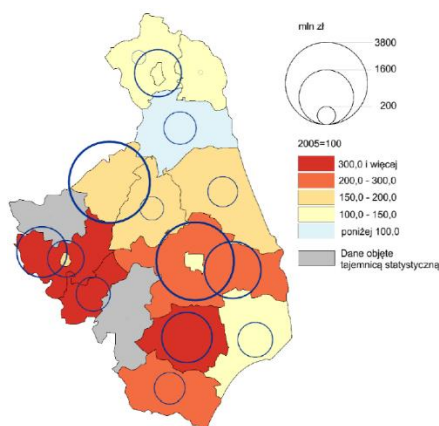 mln zł
3800
1600
200
2005=100
300,0 i więcej
200,0 - 300,0
150,0 - 200,0
100,0 - 150,0
poniżej 100,0
Dane objęte
tajemnicą statystyczną